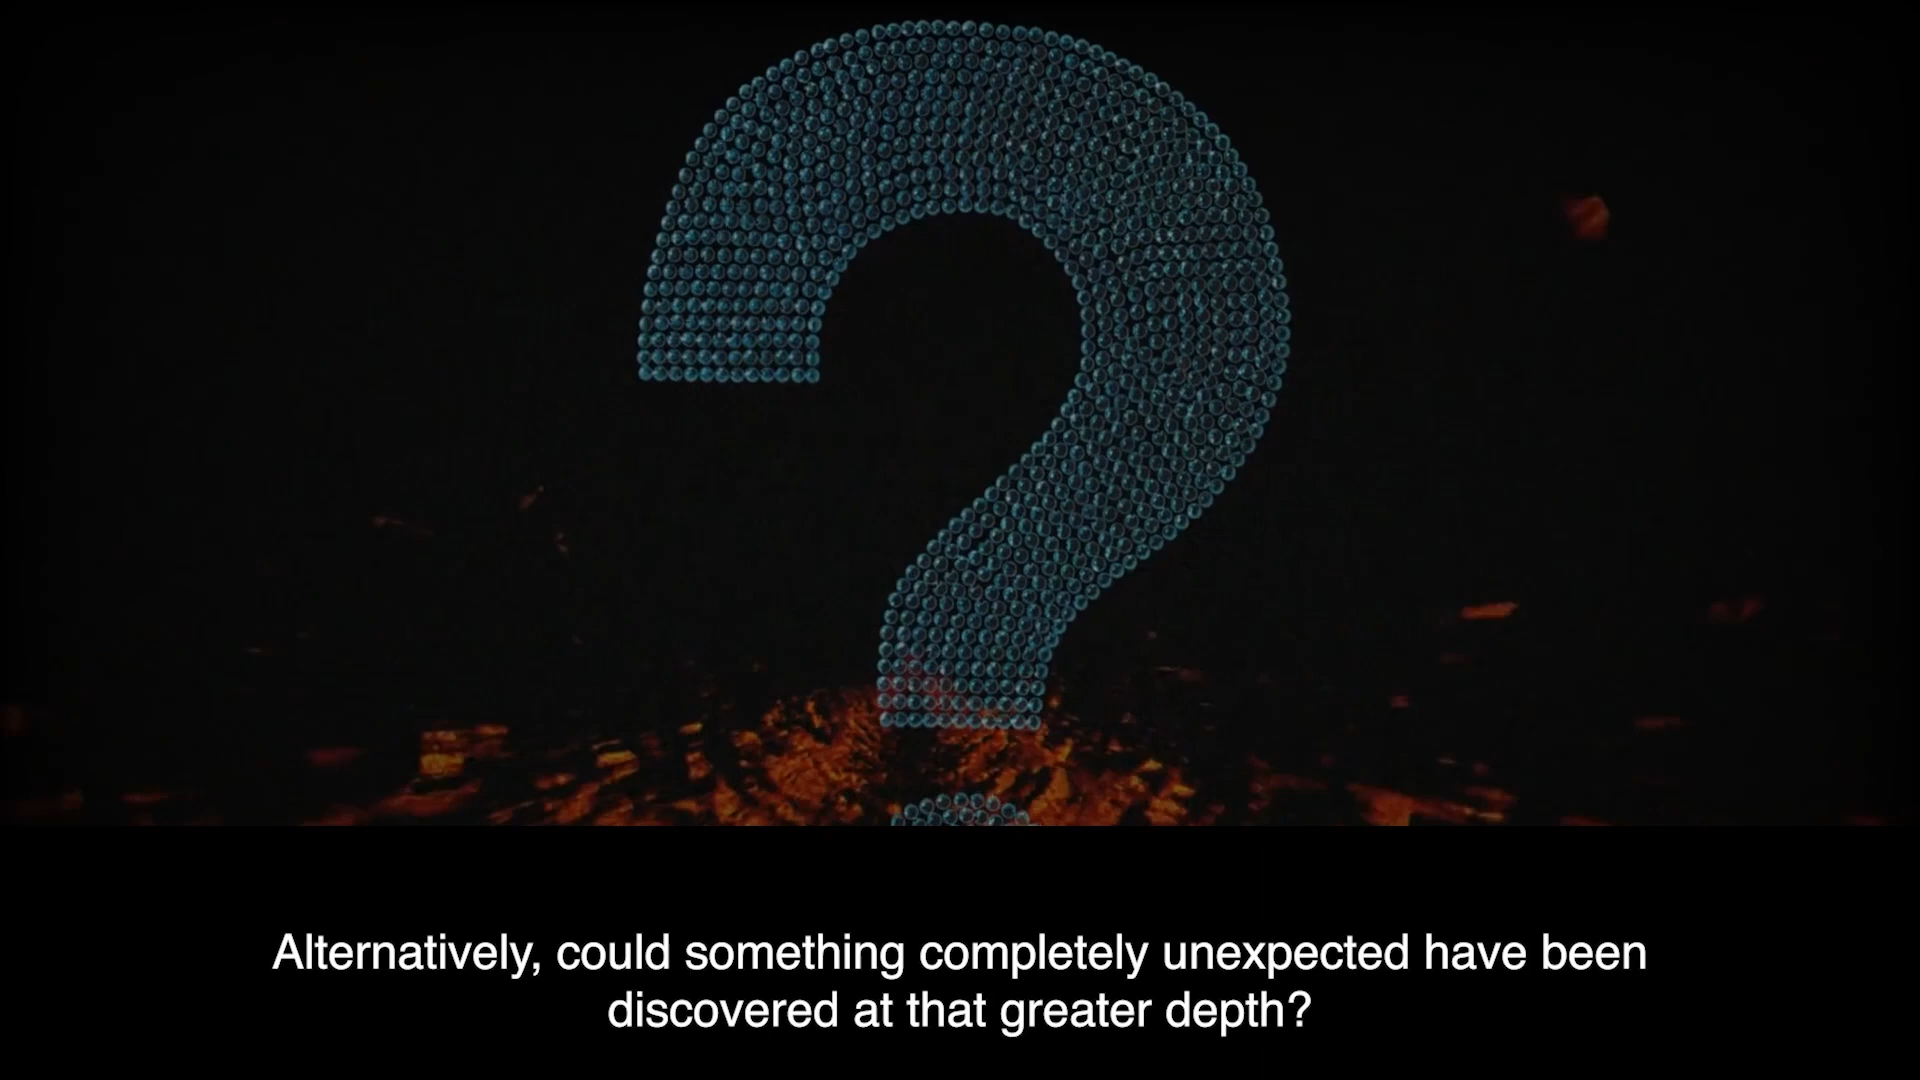 ?
Alternatively, could something completely unexpected have been
discovered at that greater depth?